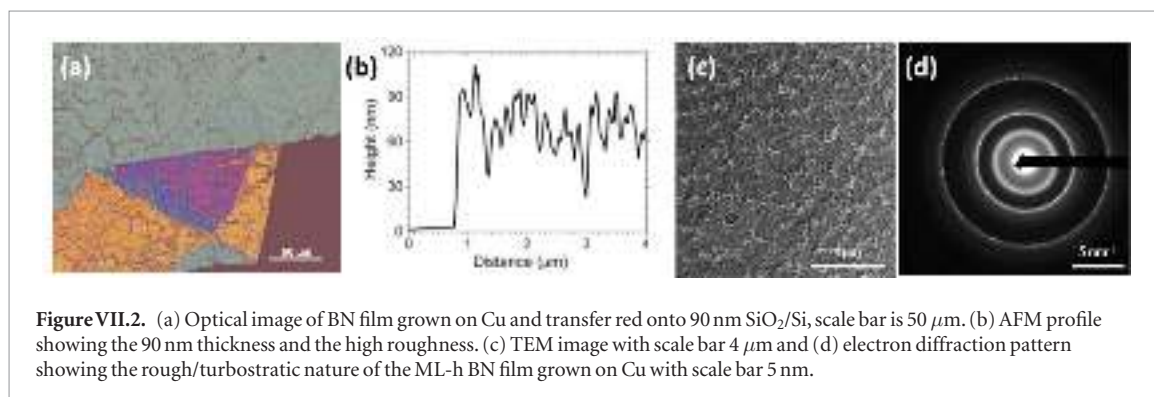 (a)
(b)
120
90
60
30
0
Height (nm)
0 1 2 3 4
Distance (μm)
(c)
(d)
5 nm⁻¹
Figure VII.2. (a) Optical image of BN film grown on Cu and transfer red onto 90 nm SiO₂/Si, scale bar is 50 μm. (b) AFM profile
showing the 90 nm thickness and the high roughness. (c) TEM image with scale bar 4 μm and (d) electron diffraction pattern
showing the rough/turbostratic nature of the ML-h BN film grown on Cu with scale bar 5 nm.